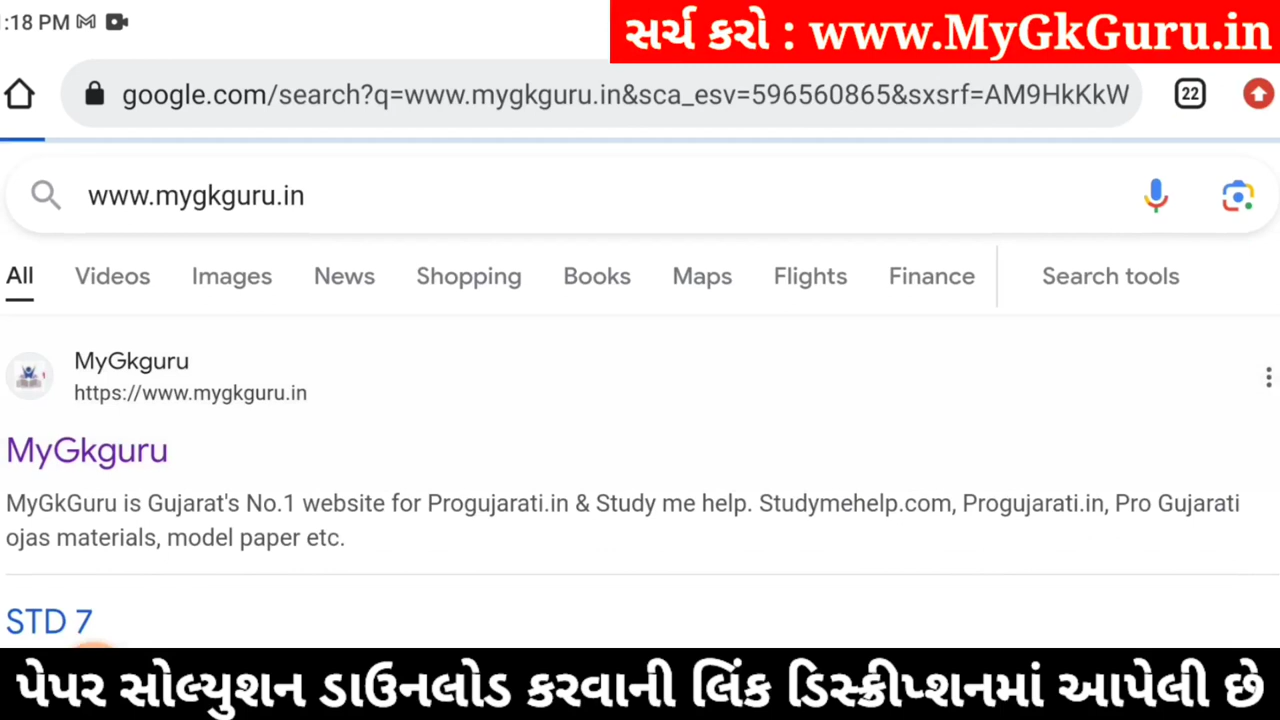 :18 PM
સર્ચ કરો : www.MyGkGuru.in
google.com/search?q=www.mygkguru.in&sca_esv=596560865&sxsrf=AM9HkKkW
22
www.mygkguru.in
All Videos Images News Shopping Books Maps Flights Finance Search tools
MyGkguru
https://www.mygkguru.in
MyGkguru
MyGkGuru is Gujarat's No.1 website for Progujarati.in & Study me help. Studymehelp.com, Progujarati.in, Pro Gujarati
ojas materials, model paper etc.
STD 7
પેપર સોલ્યુશન ડાઉનલોડ કરવાની લિંક ડિસ્ક્રીપ્શનમાં આપેલી છે